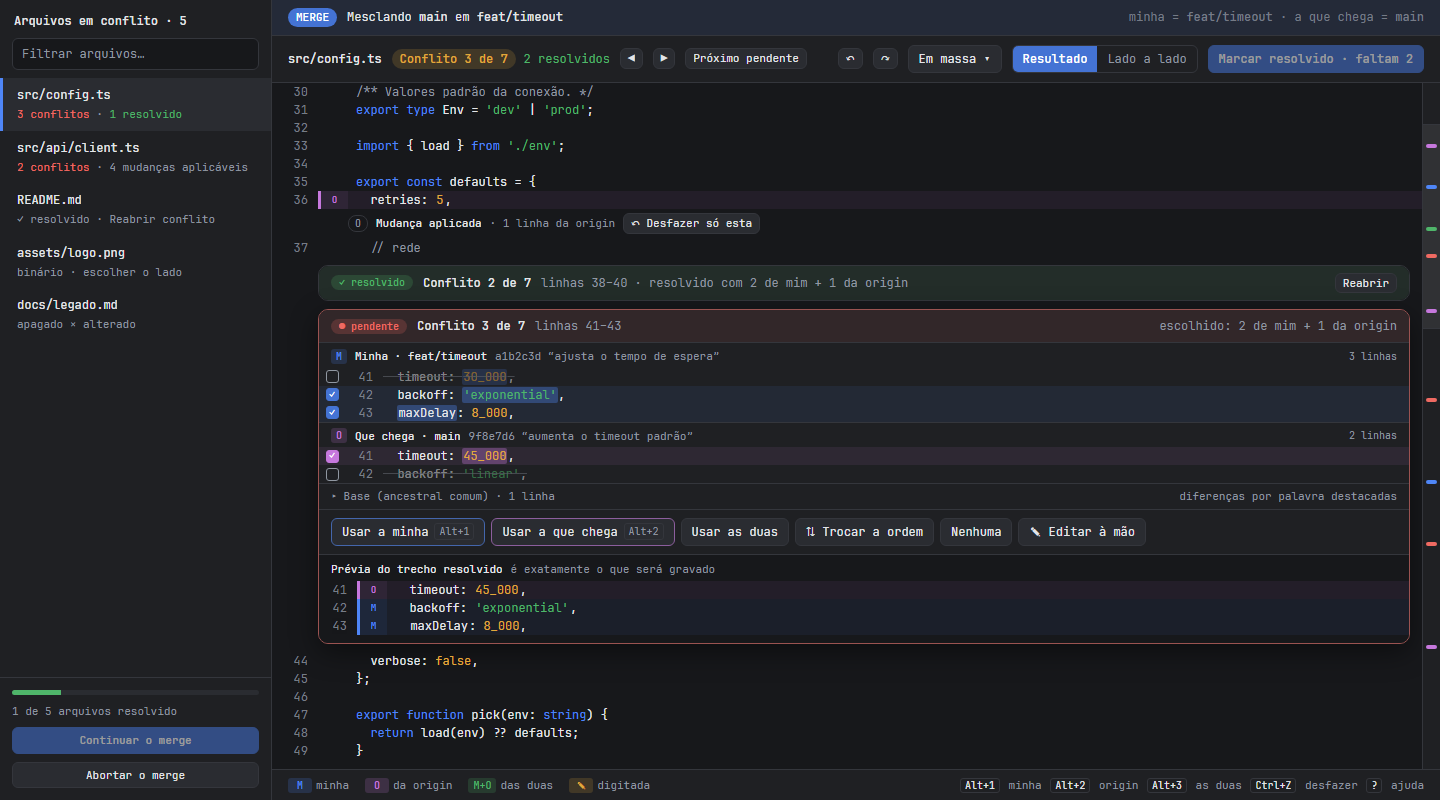 Arquivos em conflito · 5
Filtrar arquivos…
src/config.ts
3 conflitos · 1 resolvido
src/api/client.ts
2 conflitos · 4 mudanças aplicáveis
README.md
✓ resolvido · Reabrir conflito
assets/logo.png
binário · escolher o lado
docs/legado.md
apagado × alterado
1 de 5 arquivos resolvido
Continuar o merge
Abortar o merge
MERGE Mesclando main em feat/timeout minha = feat/timeout · a que chega = main
src/config.ts Conflito 3 de 7 2 resolvidos ◀ ▶ Próximo pendente ↶ ↷ Em massa ▾ Resultado Lado a lado Marcar resolvido · faltam 2
30 /** Valores padrão da conexão. */
31 export type Env = 'dev' | 'prod';
32
33 import { load } from './env';
34
35 export const defaults = {
36 O retries: 5,
O Mudança aplicada · 1 linha da origin ↶ Desfazer só esta
37 // rede
✓ resolvido Conflito 2 de 7 linhas 38–40 · resolvido com 2 de mim + 1 da origin Reabrir
● pendente Conflito 3 de 7 linhas 41–43 escolhido: 2 de mim + 1 da origin
M Minha · feat/timeout a1b2c3d “ajusta o tempo de espera” 3 linhas
41 timeout: 30_000,
42 backoff: 'exponential',
43 maxDelay: 8_000,
O Que chega · main 9f8e7d6 “aumenta o timeout padrão” 2 linhas
41 timeout: 45_000,
42 backoff: 'linear',
▸ Base (ancestral comum) · 1 linha diferenças por palavra destacadas
Usar a minha Alt+1 Usar a que chega Alt+2 Usar as duas ⇅ Trocar a ordem Nenhuma ✎ Editar à mão
Prévia do trecho resolvido é exatamente o que será gravado
41 O timeout: 45_000,
42 M backoff: 'exponential',
43 M maxDelay: 8_000,
44 verbose: false,
45 };
46
47 export function pick(env: string) {
48 return load(env) ?? defaults;
49 }
M minha O da origin M+O das duas ✎ digitada Alt+1 minha Alt+2 origin Alt+3 as duas Ctrl+Z desfazer ? ajuda